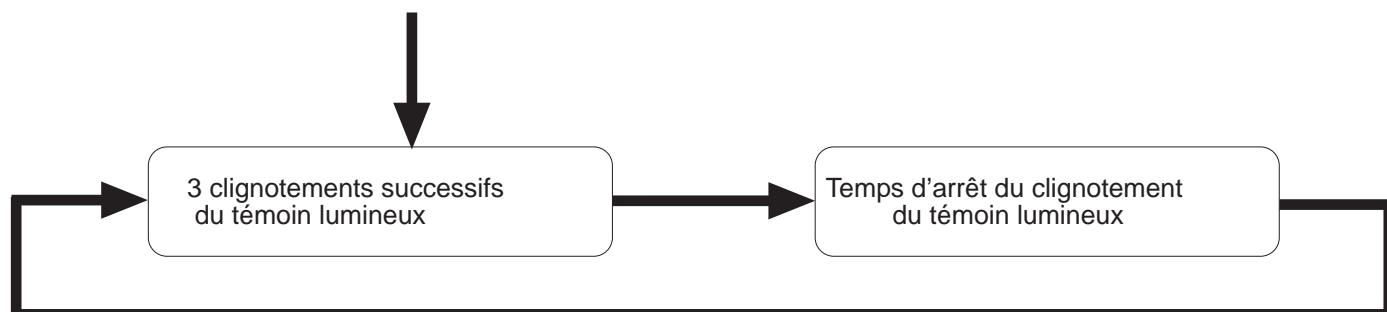 3 clignotements successifs
du témoin lumineux
Temps d'arrêt du clignotement
du témoin lumineux